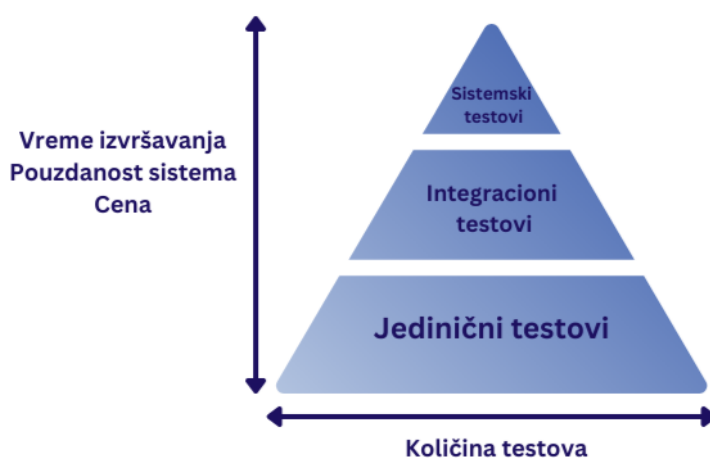 Sistemski
testovi
Vreme izvršavanja
Pouzdanost sistema
Cena
Integracioni
testovi
Jedinični testovi
Količina testova